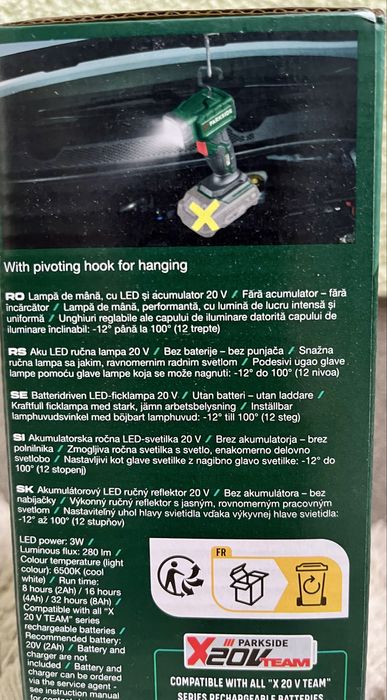 PARKSIDE
With pivoting hook for hanging
RO Lampă de mână, cu LED și acumulator 20 V / Fără acumulator – fără
încărcător / Lampă de mână, performantă, cu lumină de lucru intensă și
uniformă / Unghiuri reglabile ale capului de iluminare datorită capului de
iluminare înclinabil: -12° până la 100° (12 trepte)
RS Aku LED ručna lampa 20 V / Bez baterije – bez punjača / Snažna
ručna lampa sa jakim, ravnomernim radnim svetlom / Podesivi ugao glave
lampe pomoću glave lampe koja se može nagnuti: -12° do 100° (12 nivoa)
SE Batteridriven LED-ficklampa 20 V / Utan batteri – utan laddare /
Kraftfull ficklampa med stark, jämn arbetsbelysning / Inställbar
lamphuvudsvinkel med böjbart lamphuvud: -12° till 100° (12 steg)
SI Akumulatorska ročna LED-svetilka 20 V / Brez akumulatorja – brez
polnilnika / Zmogljiva ročna svetilka s svetlo, enakomerno delovno
svetlobo / Nastavljivi kot glave svetilke z nagibno glavo svetilke: -12° do
100° (12 stopenj)
SK Akumulátorový LED ručný reflektor 20 V / Bez akumulátora – bez
nabíjačky / Výkonný ručný reflektor s jasným, rovnomerným pracovným
svetlom / Nastaviteľný uhol hlavy svietidla vďaka výkyvnej hlave svietidla:
-12° až 100° (12 stupňov)
LED power: 3W /
Luminous flux: 280 lm /
Colour temperature (light
colour): 6500K (cool
white) / Run time:
8 hours (2Ah) / 16 hours
(4Ah) / 32 hours (8Ah) /
Compatible with all "X
20 V TEAM" series
rechargeable batteries /
Recommended battery:
20V (2Ah) / Battery and
charger are not
included / Battery and
charger can be ordered
via the service agent -
see instruction manual
FR
/// PARKSIDE
X20V TEAM
COMPATIBLE WITH ALL "X 20 V TEAM"
SERIES RECHARGEABLE BATTERIES